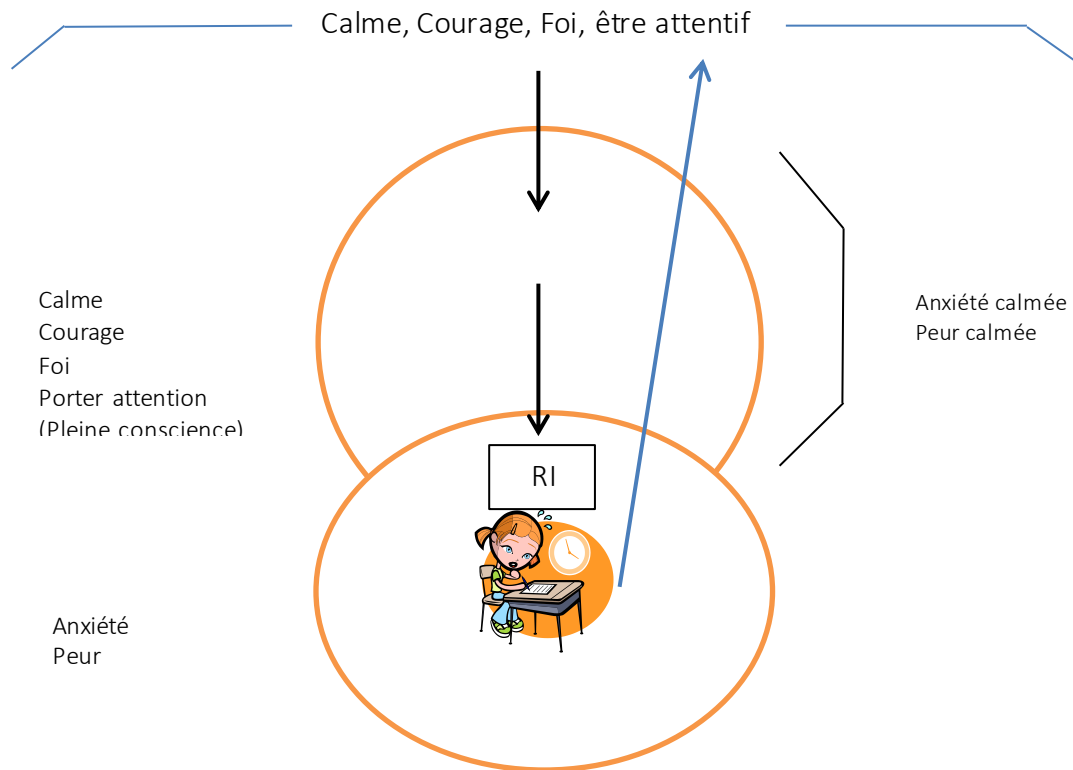 Calme, Courage, Foi, être attentif
Calme
Courage
Foi
Porter attention
(Pleine conscience)
Anxiété calmée
Peur calmée
RI
Anxiété
Peur